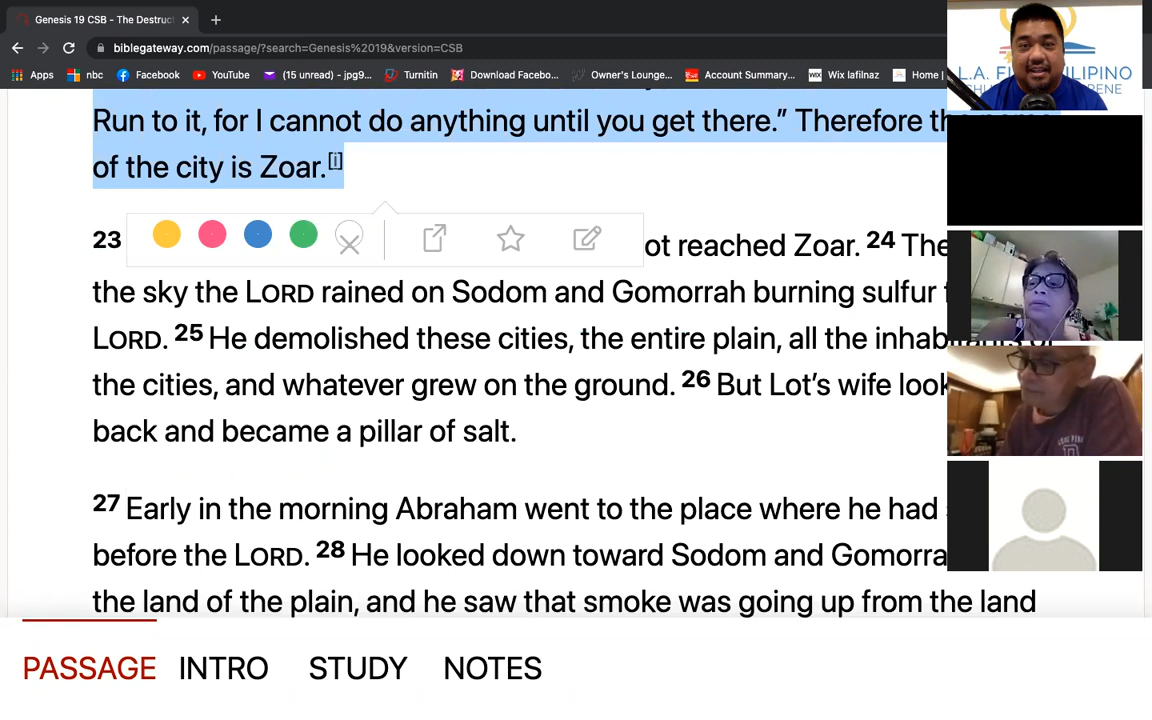 Genesis 19 CSB - The Destruct
biblegateway.com/passage/?search=Genesis%2019&version=CSB
Apps nbc Facebook YouTube (15 unread) - jpg9... Turnitin Download Facebo... Owner's Lounge... Account Summary... WIX Wix lafilnaz Home |
L.A. FI ILIPINO
RENE
Run to it, for I cannot do anything until you get there.” Therefore
of the city is Zoar.[i]
23 ot reached Zoar. 24 The
the sky the LORD rained on Sodom and Gomorrah burning sulfur
LORD. 25 He demolished these cities, the entire plain, all the inhabitants of
the cities, and whatever grew on the ground. 26 But Lot’s wife look
back and became a pillar of salt.
27 Early in the morning Abraham went to the place where he had
before the LORD. 28 He looked down toward Sodom and Gomorra
the land of the plain, and he saw that smoke was going up from the land
PASSAGE INTRO STUDY NOTES